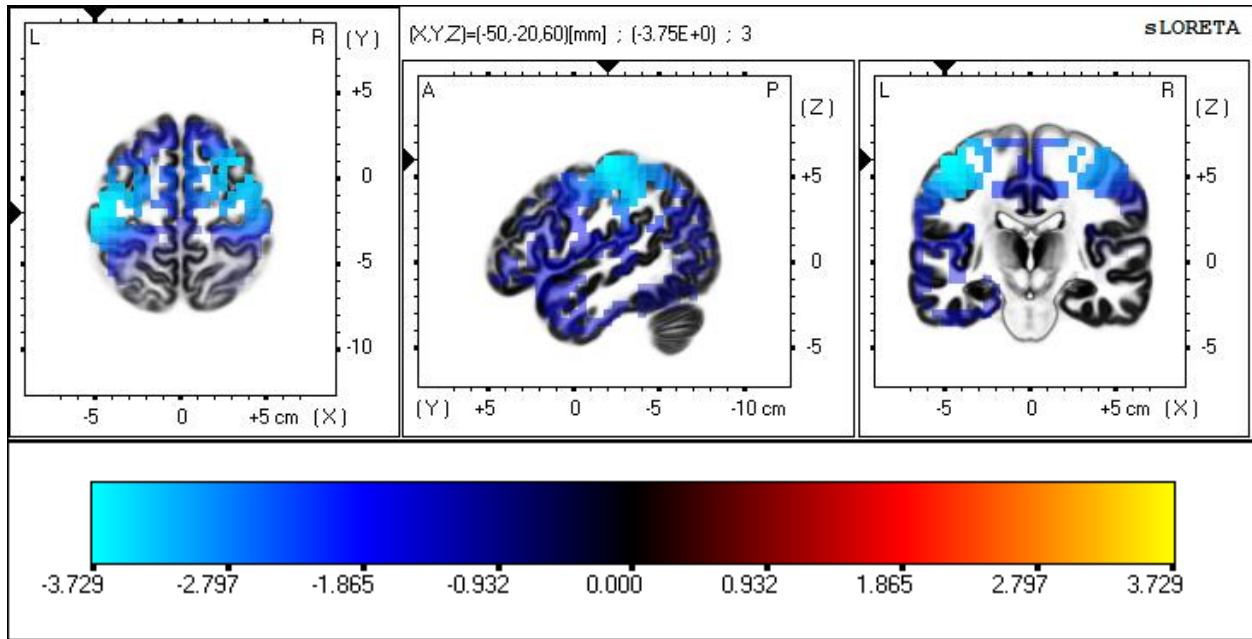 (X,Y,Z)=(-50,-20,60)[mm] ; (-3.75E+0) ; 3
sLORETA
L R (Y)
+5
0
-5
-10
-5 0 +5 cm (X)
A P (Z)
+5
0
-5
(Y) +5 0 -5 -10 cm
L R (Z)
+5
0
-5
-5 0 +5 cm (X)
-3.729 -2.797 -1.865 -0.932 0.000 0.932 1.865 2.797 3.729